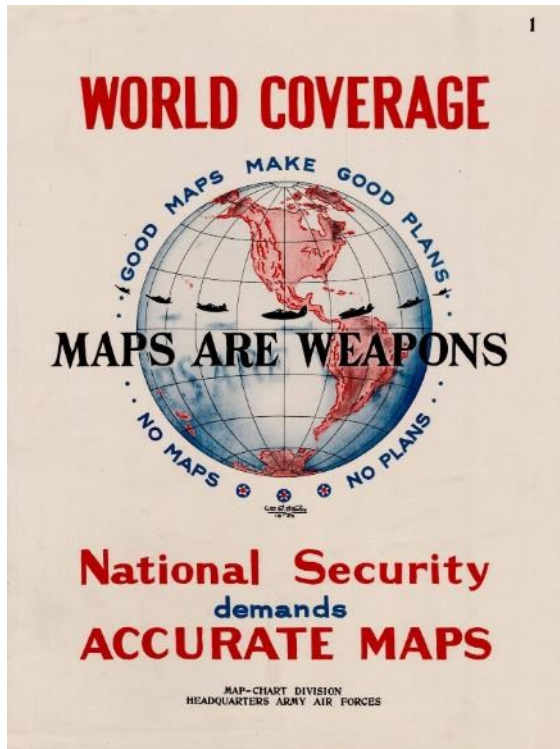 1
WORLD COVERAGE
GOOD MAPS MAKE GOOD PLANS
MAPS ARE WEAPONS
NO MAPS
NO PLANS
National Security
demands
ACCURATE MAPS
MAP-CHART DIVISION
HEADQUARTERS ARMY AIR FORCES